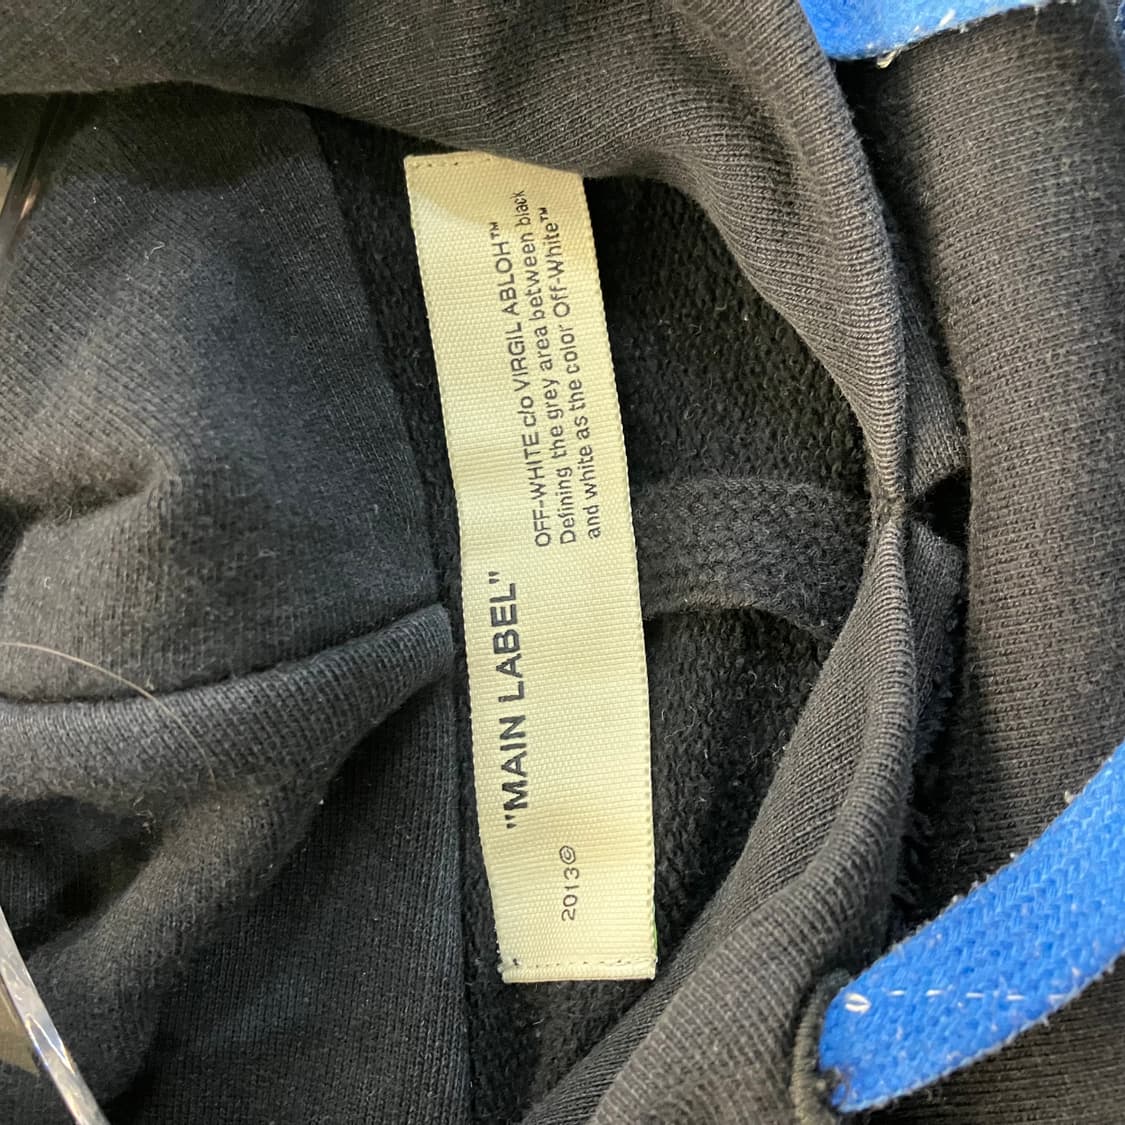 2013©
"MAIN LABEL"
OFF-WHITE c/o VIRGIL ABLOH™
Defining the grey area between black
and white as the color Off-White™